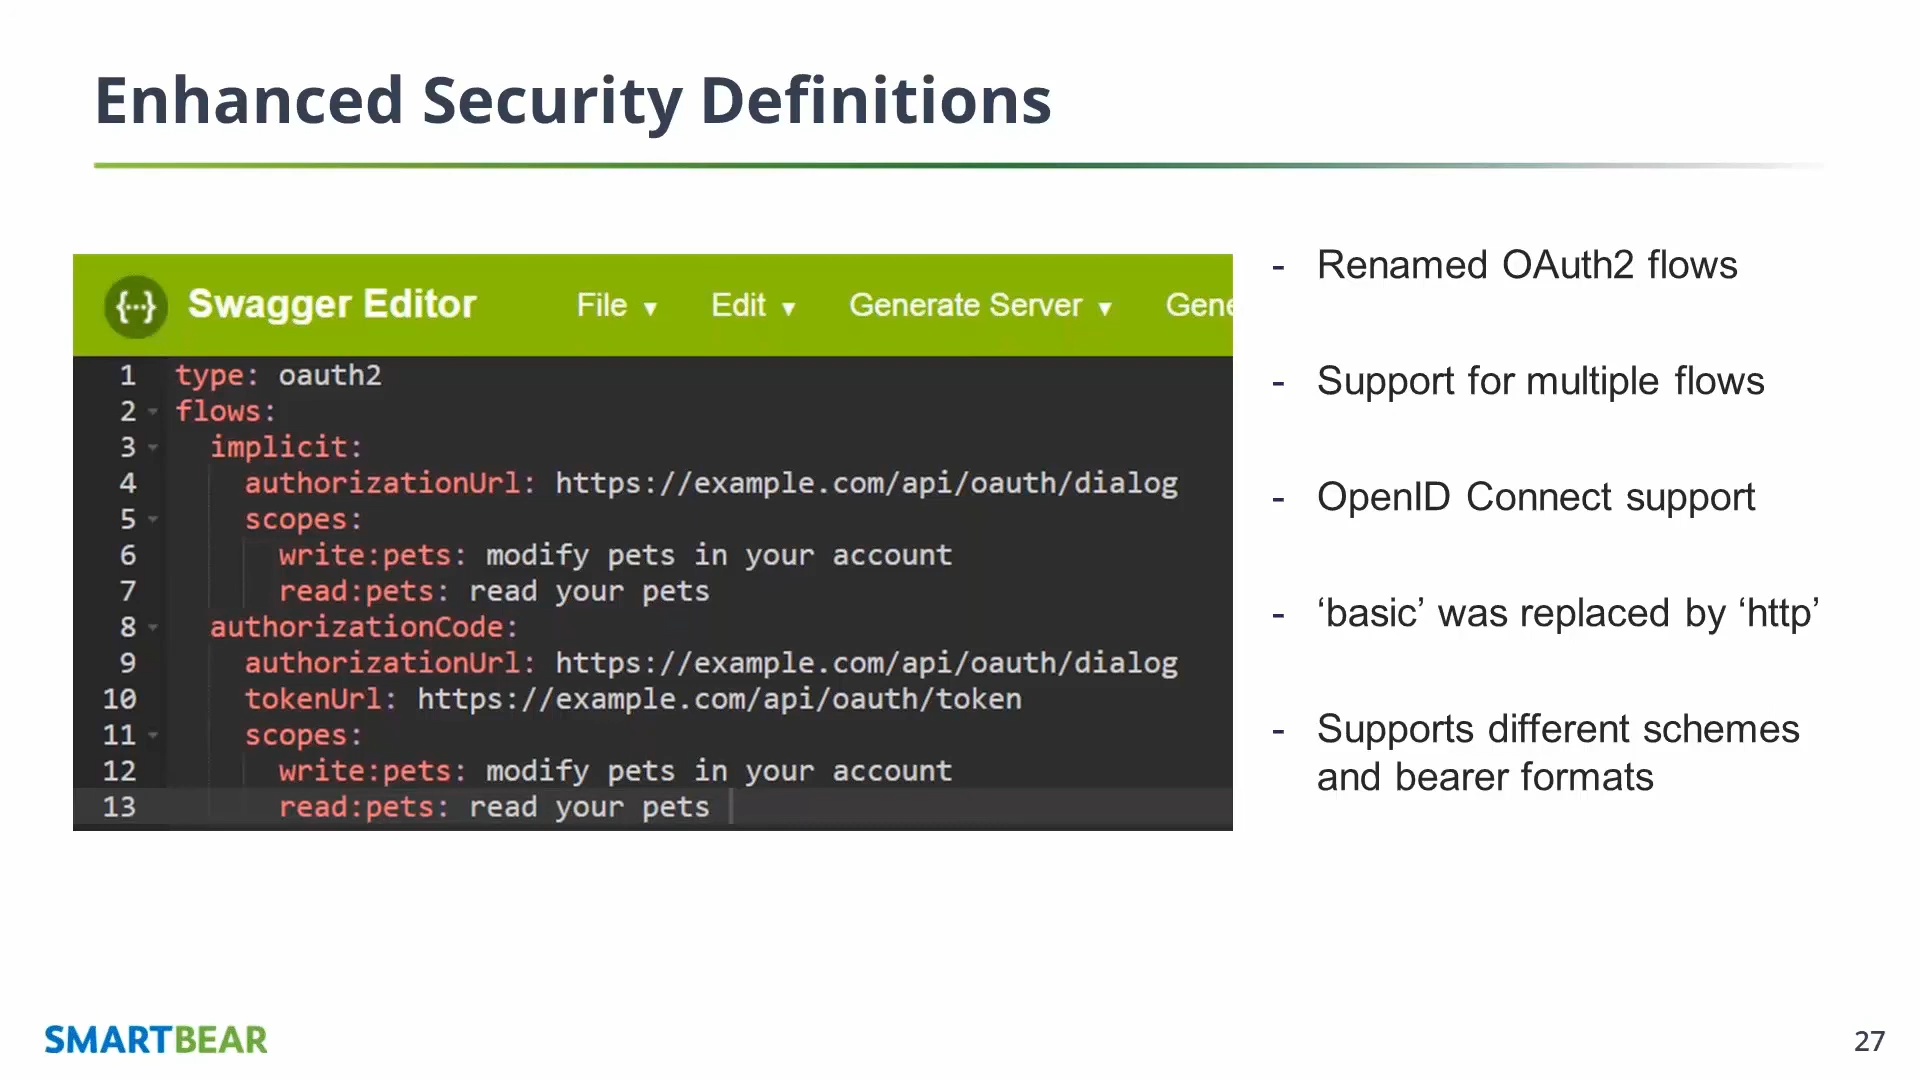 Enhanced Security Definitions
{...} Swagger Editor File ▼ Edit ▼ Generate Server ▼ Gene
1 type: oauth2
2 flows:
3 implicit:
4 authorizationUrl: https://example.com/api/oauth/dialog
5 scopes:
6 write:pets: modify pets in your account
7 read:pets: read your pets
8 authorizationCode:
9 authorizationUrl: https://example.com/api/oauth/dialog
10 tokenUrl: https://example.com/api/oauth/token
11 scopes:
12 write:pets: modify pets in your account
13 read:pets: read your pets
- Renamed OAuth2 flows
- Support for multiple flows
- OpenID Connect support
- ‘basic’ was replaced by ‘http’
- Supports different schemes
and bearer formats
SMARTBEAR
27